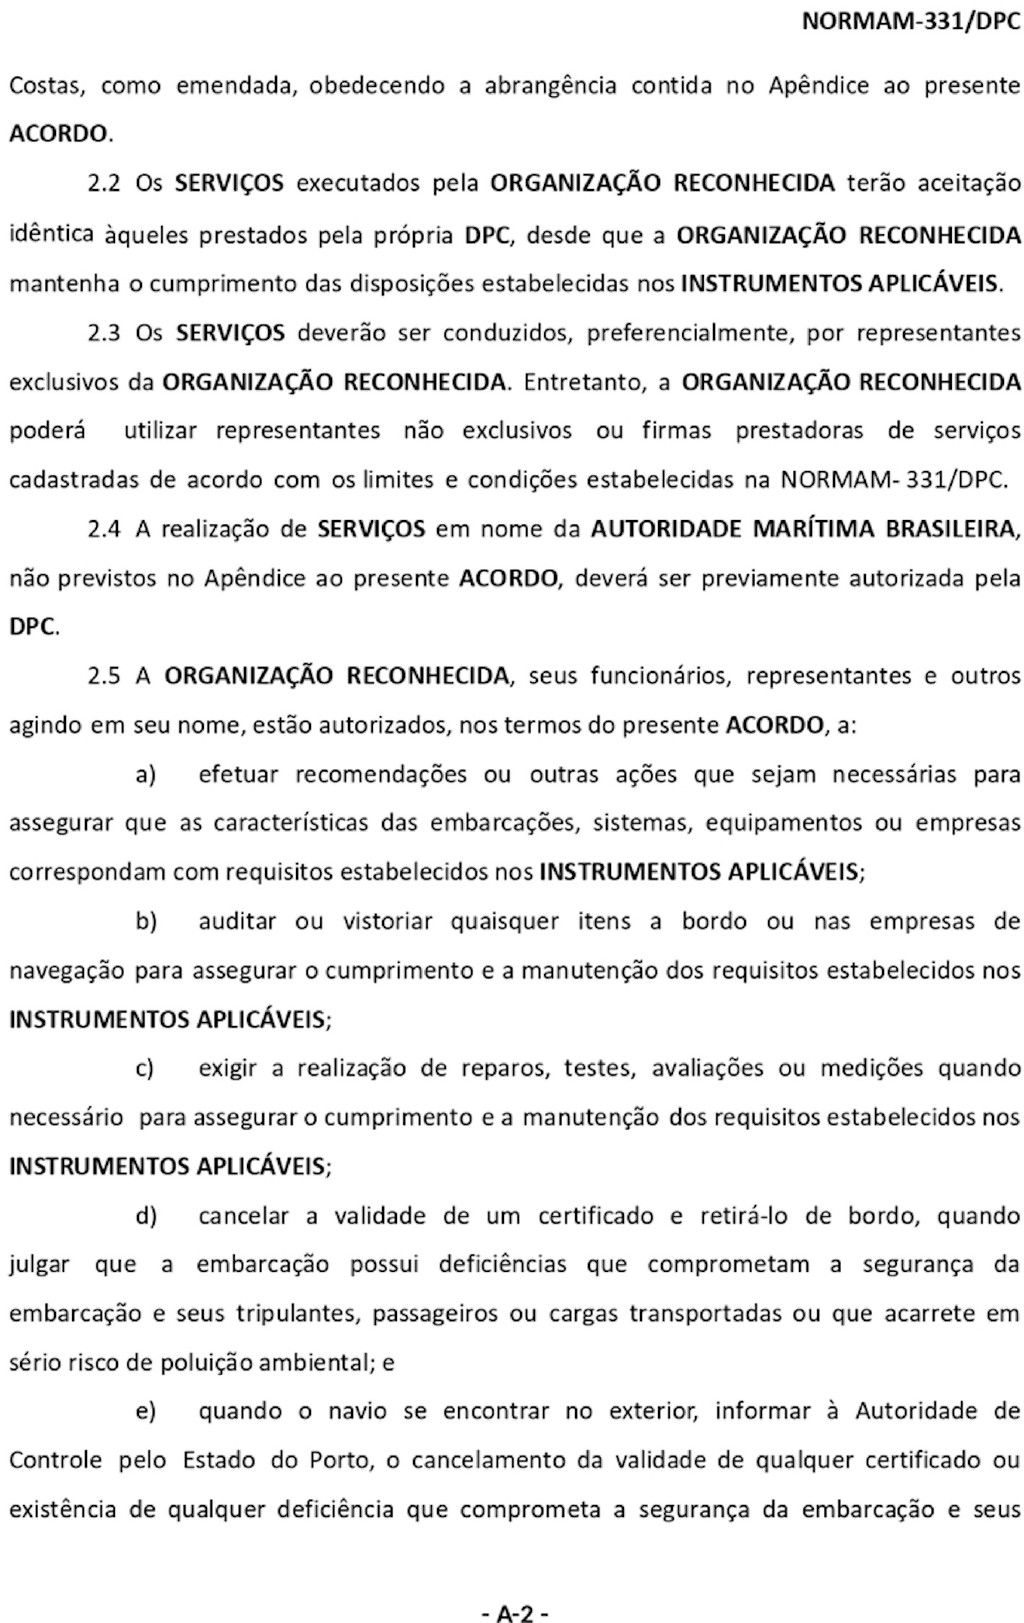 NORMAM-331/DPC
Costas, como emendada, obedecendo a abrangência contida no Apêndice ao presente
ACORDO.
2.2 Os SERVIÇOS executados pela ORGANIZAÇÃO RECONHECIDA terão aceitação
idêntica àqueles prestados pela própria DPC, desde que a ORGANIZAÇÃO RECONHECIDA
mantenha o cumprimento das disposições estabelecidas nos INSTRUMENTOS APLICÁVEIS.
2.3 Os SERVIÇOS deverão ser conduzidos, preferencialmente, por representantes
exclusivos da ORGANIZAÇÃO RECONHECIDA. Entretanto, a ORGANIZAÇÃO RECONHECIDA
poderá utilizar representantes não exclusivos ou firmas prestadoras de serviços
cadastradas de acordo com os limites e condições estabelecidas na NORMAM- 331/DPC.
2.4 A realização de SERVIÇOS em nome da AUTORIDADE MARÍTIMA BRASILEIRA,
não previstos no Apêndice ao presente ACORDO, deverá ser previamente autorizada pela
DPC.
2.5 A ORGANIZAÇÃO RECONHECIDA, seus funcionários, representantes e outros
agindo em seu nome, estão autorizados, nos termos do presente ACORDO, a:
a) efetuar recomendações ou outras ações que sejam necessárias para
assegurar que as características das embarcações, sistemas, equipamentos ou empresas
correspondam com requisitos estabelecidos nos INSTRUMENTOS APLICÁVEIS;
b) auditar ou vistoriar quaisquer itens a bordo ou nas empresas de
navegação para assegurar o cumprimento e a manutenção dos requisitos estabelecidos nos
INSTRUMENTOS APLICÁVEIS;
c) exigir a realização de reparos, testes, avaliações ou medições quando
necessário para assegurar o cumprimento e a manutenção dos requisitos estabelecidos nos
INSTRUMENTOS APLICÁVEIS;
d) cancelar a validade de um certificado e retirá-lo de bordo, quando
julgar que a embarcação possui deficiências que comprometam a segurança da
embarcação e seus tripulantes, passageiros ou cargas transportadas ou que acarrete em
sério risco de poluição ambiental; e
e) quando o navio se encontrar no exterior, informar à Autoridade de
Controle pelo Estado do Porto, o cancelamento da validade de qualquer certificado ou
existência de qualquer deficiência que comprometa a segurança da embarcação e seus
- A-2 -